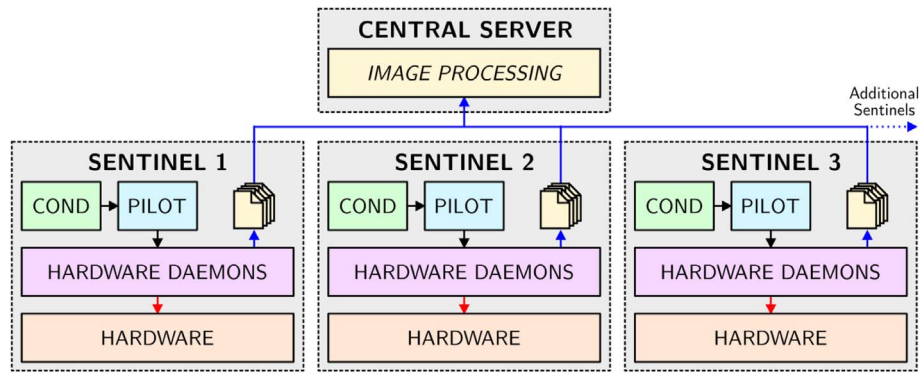 CENTRAL SERVER
IMAGE PROCESSING
Additional
Sentinels
SENTINEL 1
COND
PILOT
HARDWARE DAEMONS
HARDWARE
SENTINEL 2
COND
PILOT
HARDWARE DAEMONS
HARDWARE
SENTINEL 3
COND
PILOT
HARDWARE DAEMONS
HARDWARE